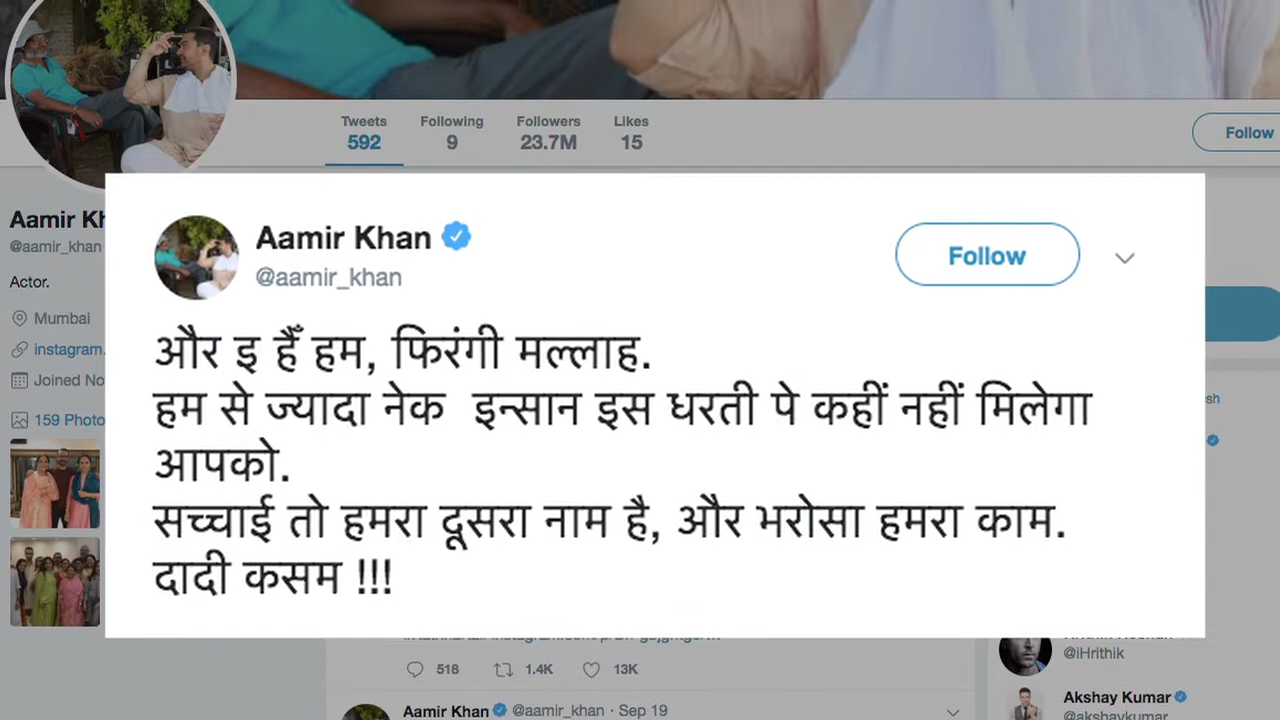 Tweets Following Followers Likes
592 9 23.7M 15
Follow
Aamir Kh
@aamir_khan
Actor.
Mumbai
instagram.
Joined No
159 Photo
Aamir Khan
@aamir_khan
Follow
और इ हैँ हम, फिरंगी मल्लाह.
हम से ज्यादा नेक इन्सान इस धरती पे कहीं नहीं मिलेगा
आपको.
सच्चाई तो हमरा दूसरा नाम है, और भरोसा हमरा काम.
दादी कसम !!!
sh
518 1.4K 13K
Aamir Khan @aamir_khan · Sep 19
@iHrithik
Akshay Kumar
@akshaykumar